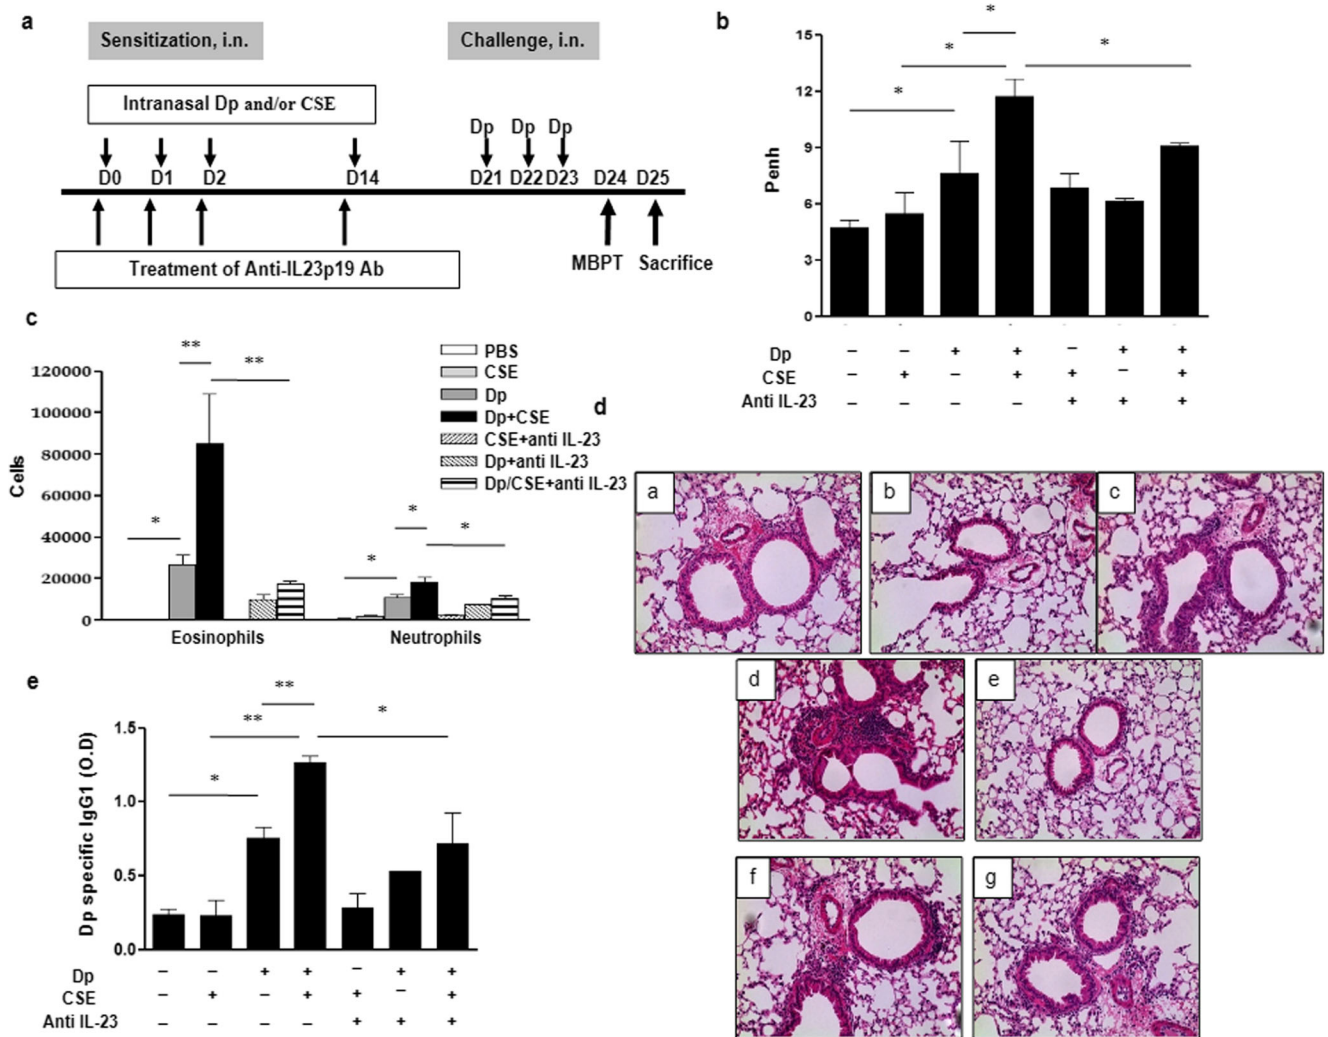 a
Sensitization, i.n.
Challenge, i.n.
Intranasal Dp and/or CSE
Dp Dp Dp
D0 D1 D2 D14 D21 D22 D23 D24 D25
Treatment of Anti-IL23p19 Ab
MBPT Sacrifice
b
*
* *
*
Penh
15
12
9
6
3
0
Dp – – + + – + +
CSE – + – + + – +
Anti IL-23 – – – – + + +
c
** **
*
*
* *
Cells
120000
100000
80000
60000
40000
20000
0
Eosinophils Neutrophils
PBS
CSE
Dp
Dp+CSE
CSE+anti IL-23
Dp+anti IL-23
Dp/CSE+anti IL-23
d
a b c
d e
f g
e
**
** *
*
Dp specific IgG1 (O.D)
1.5
1.0
0.5
0.0
Dp – – + + – + +
CSE – + – + + – +
Anti IL-23 – – – – + + +